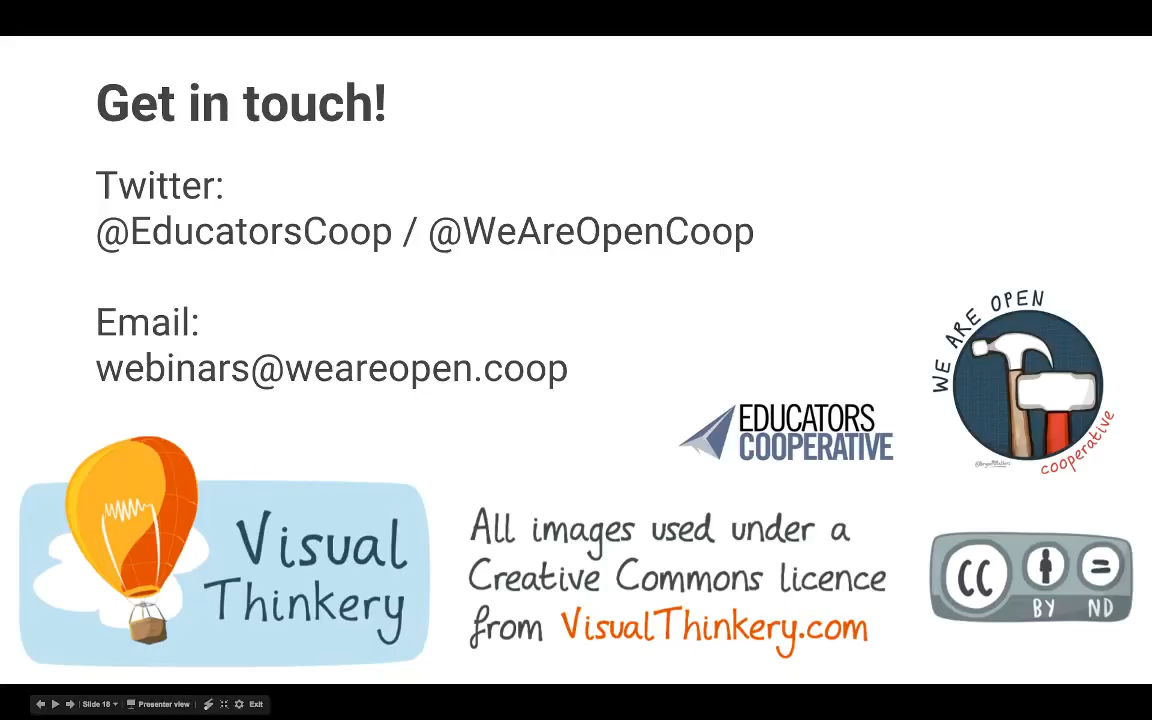 Get in touch!
Twitter:
@EducatorsCoop / @WeAreOpenCoop
Email:
webinars@weareopen.coop
WE ARE OPEN
cooperative
EDUCATORS
COOPERATIVE
Visual
Thinkery
All images used under a
Creative Commons licence
from VisualThinkery.com
CC
BY ND
Slide 18
Presenter view
Exit